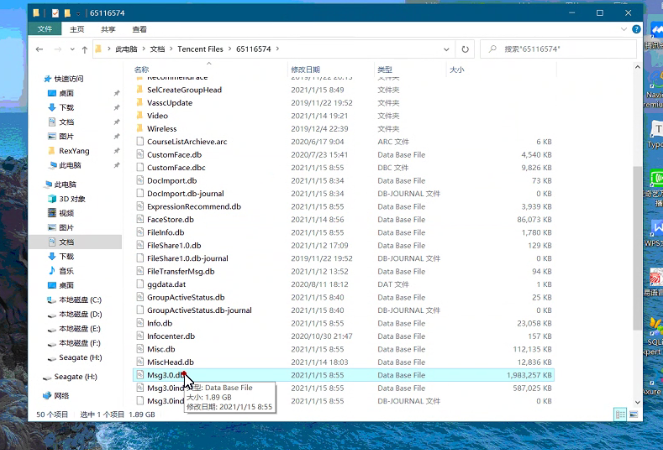 65116574
文件 主页 共享 查看
此电脑 > 文档 > Tencent Files > 65116574 >
搜索"65116574"
名称 修改日期 类型 大小
快速访问
桌面
下载
文档
图片
RexYang
此电脑
此电脑
3D 对象
视频
图片
文档
下载
音乐
桌面
本地磁盘 (C:)
本地磁盘 (D:)
本地磁盘 (E:)
本地磁盘 (F:)
Seagate (H:)
Seagate (H:)
网络
SelCreateGroupHead 2021/1/15 8:49 文件夹
VasscUpdate 2019/11/22 19:52 文件夹
Video 2021/1/14 19:21 文件夹
Wireless 2019/12/4 22:39 文件夹
CourseListArchieve.arc 2020/6/17 9:04 ARC 文件 6 KB
CustomFace.db 2020/7/23 15:41 Data Base File 4,540 KB
CustomFace.dbc 2021/1/15 8:55 DBC 文件 9,826 KB
DocImport.db 2021/1/15 8:34 Data Base File 73 KB
DocImport.db-journal 2021/1/15 8:34 DB-JOURNAL 文件 0 KB
ExpressionRecommend.db 2021/1/15 8:55 Data Base File 3,939 KB
FaceStore.db 2021/1/14 8:56 Data Base File 86,073 KB
FileInfo.db 2021/1/15 8:55 Data Base File 1,780 KB
FileShare1.0.db 2021/1/12 17:09 Data Base File 129 KB
FileShare1.0.db-journal 2019/11/22 19:52 DB-JOURNAL 文件 0 KB
FileTransferMsg.db 2021/1/12 13:52 Data Base File 94 KB
ggdata.dat 2020/8/11 18:12 DAT 文件 1 KB
GroupActiveStatus.db 2021/1/15 8:40 Data Base File 25 KB
GroupActiveStatus.db-journal 2021/1/15 8:40 DB-JOURNAL 文件 0 KB
Info.db 2021/1/15 8:55 Data Base File 23,058 KB
Infocenter.db 2020/10/30 21:47 Data Base File 157 KB
Misc.db 2021/1/15 8:55 Data Base File 112,135 KB
MiscHead.db 2021/1/14 18:03 Data Base File 12,836 KB
Msg3.0.db 2021/1/15 8:55 Data Base File 1,983,257 KB
Msg3.0ind 2021/1/15 8:55 Data Base File 587,025 KB
Msg3.0ind 2021/1/15 8:55 DB-JOURNAL 文件 0 KB
类型: Data Base File
大小: 1.89 GB
修改日期: 2021/1/15 8:55
50 个项目 选中 1 个项目 1.89 GB